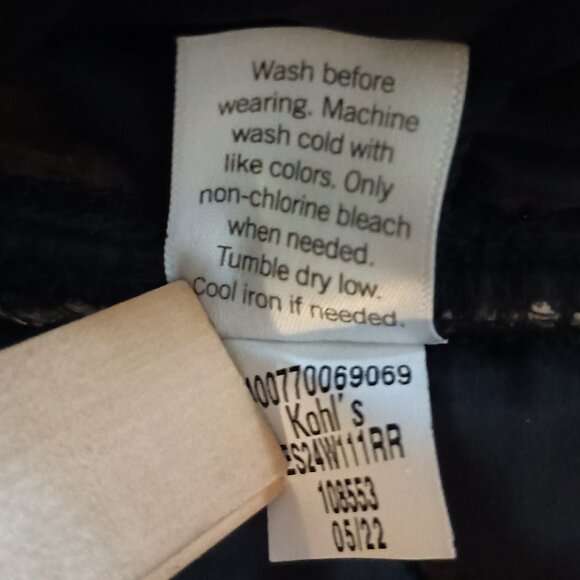 Wash before
wearing. Machine
wash cold with
like colors. Only
non-chlorine bleach
when needed.
Tumble dry low.
Cool iron if needed.
400770069069
Kohl's
ES24W111RR
108553
05/22